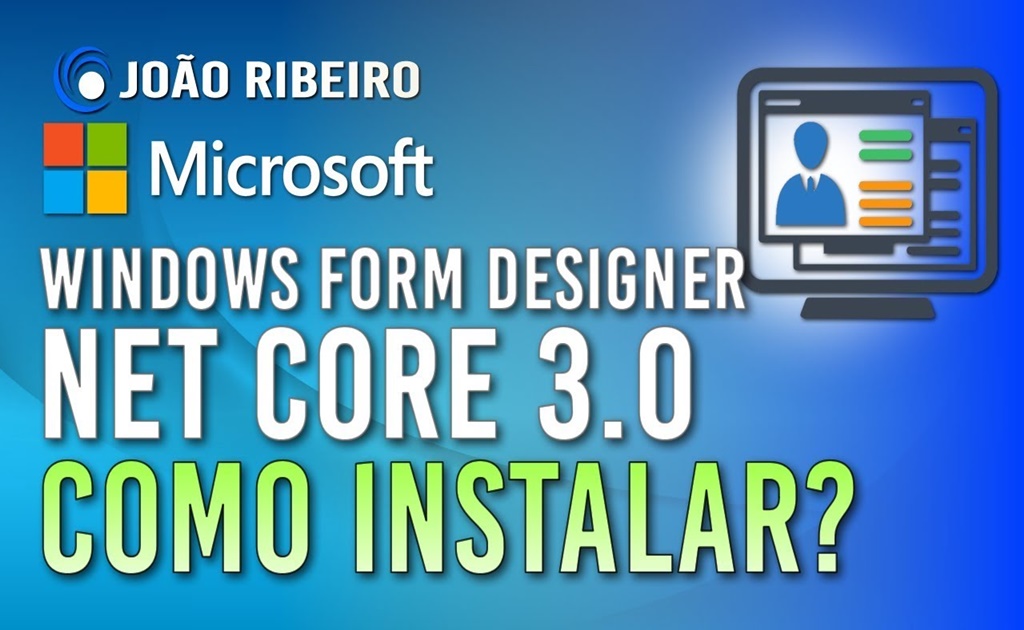 JOÃO RIBEIRO
Microsoft
WINDOWS FORM DESIGNER
NET CORE 3.0
COMO INSTALAR?